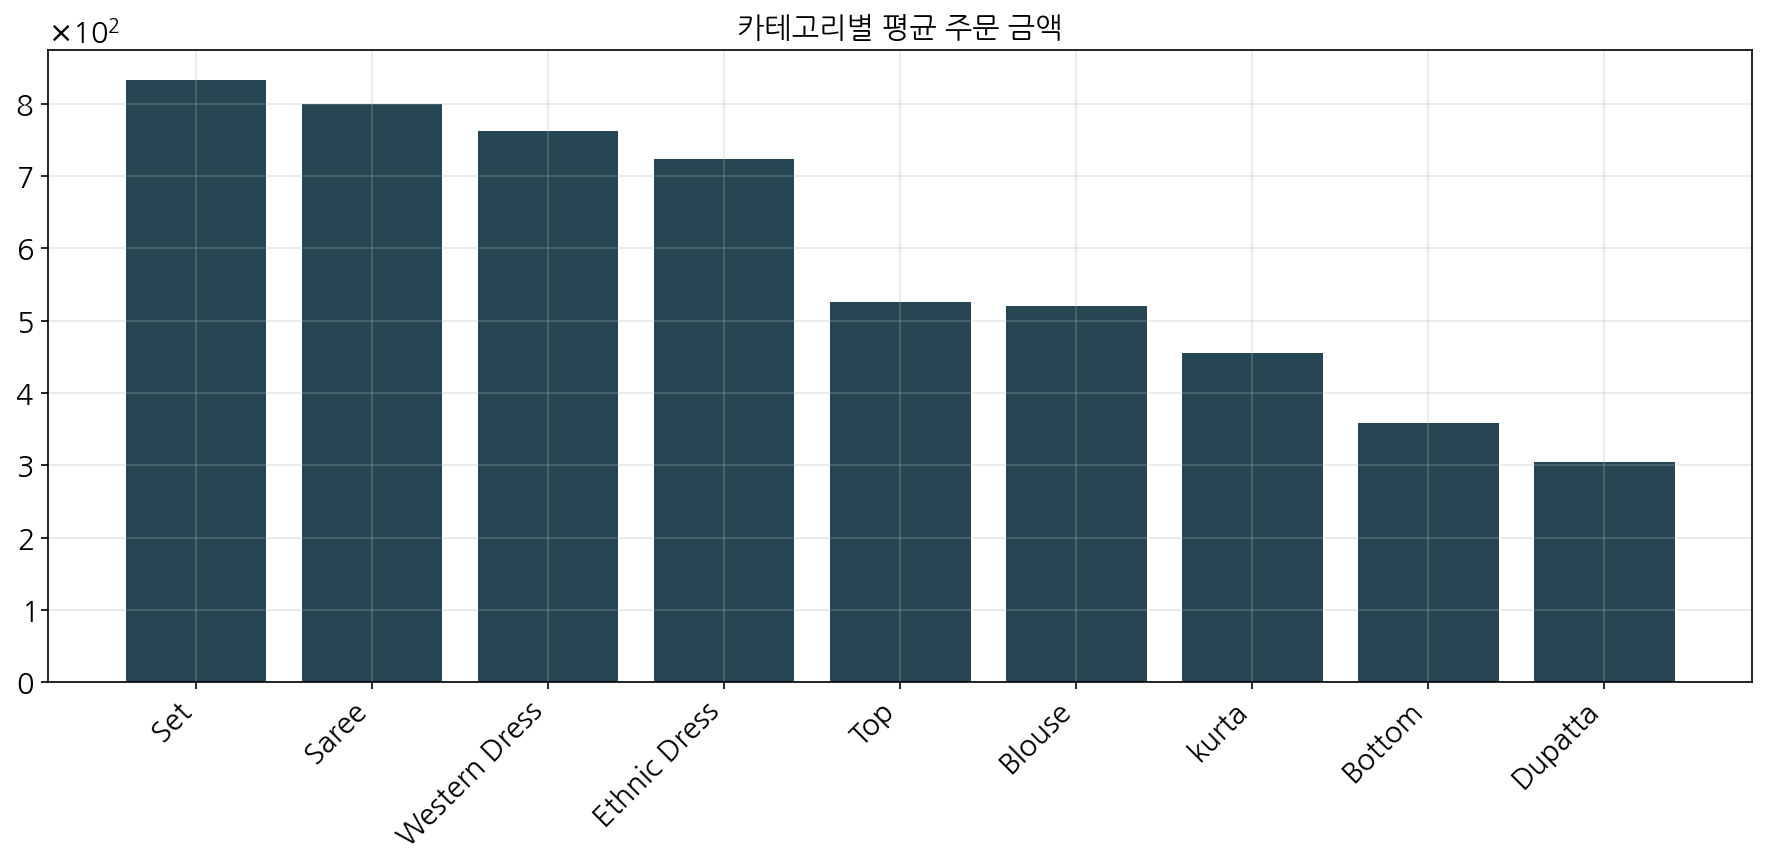 카테고리별 평균 주문 금액
×10²
8
7
6
5
4
3
2
1
0
Set
Saree
Western Dress
Ethnic Dress
Top
Blouse
kurta
Bottom
Dupatta